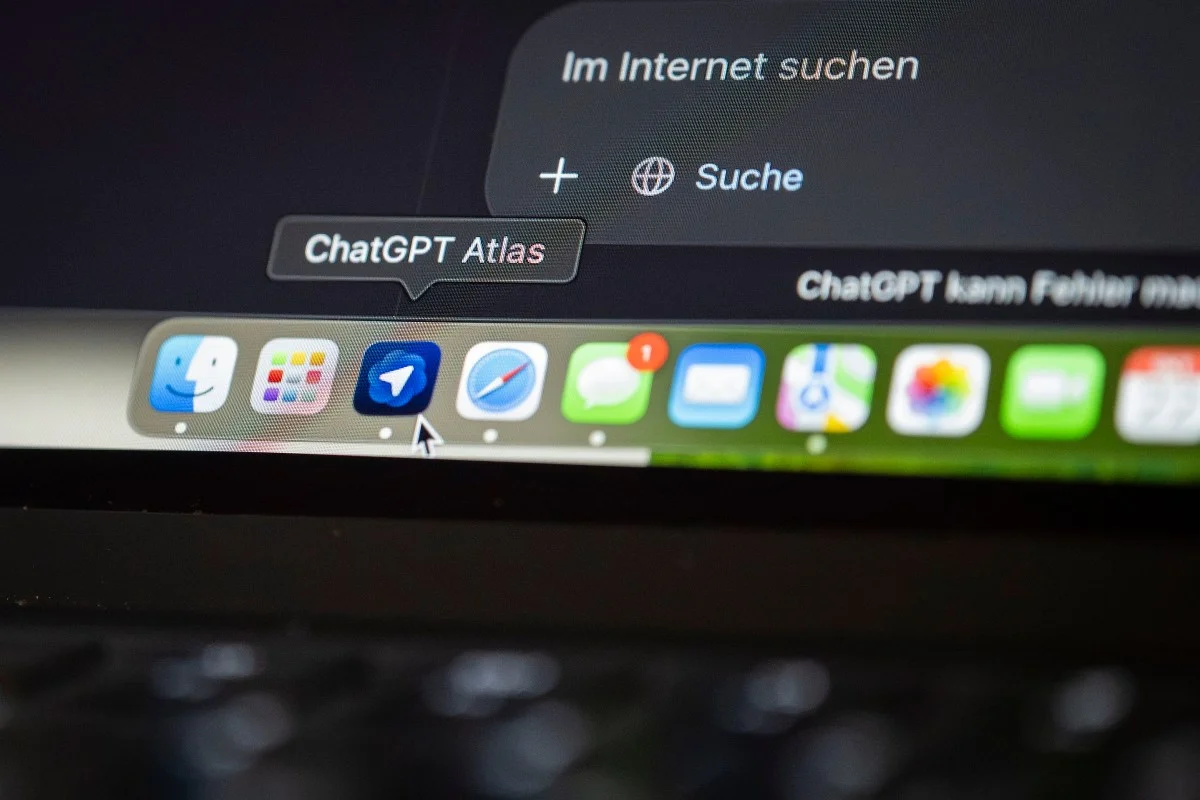 Im Internet suchen
Suche
ChatGPT Atlas
ChatGPT kann Fehler
1